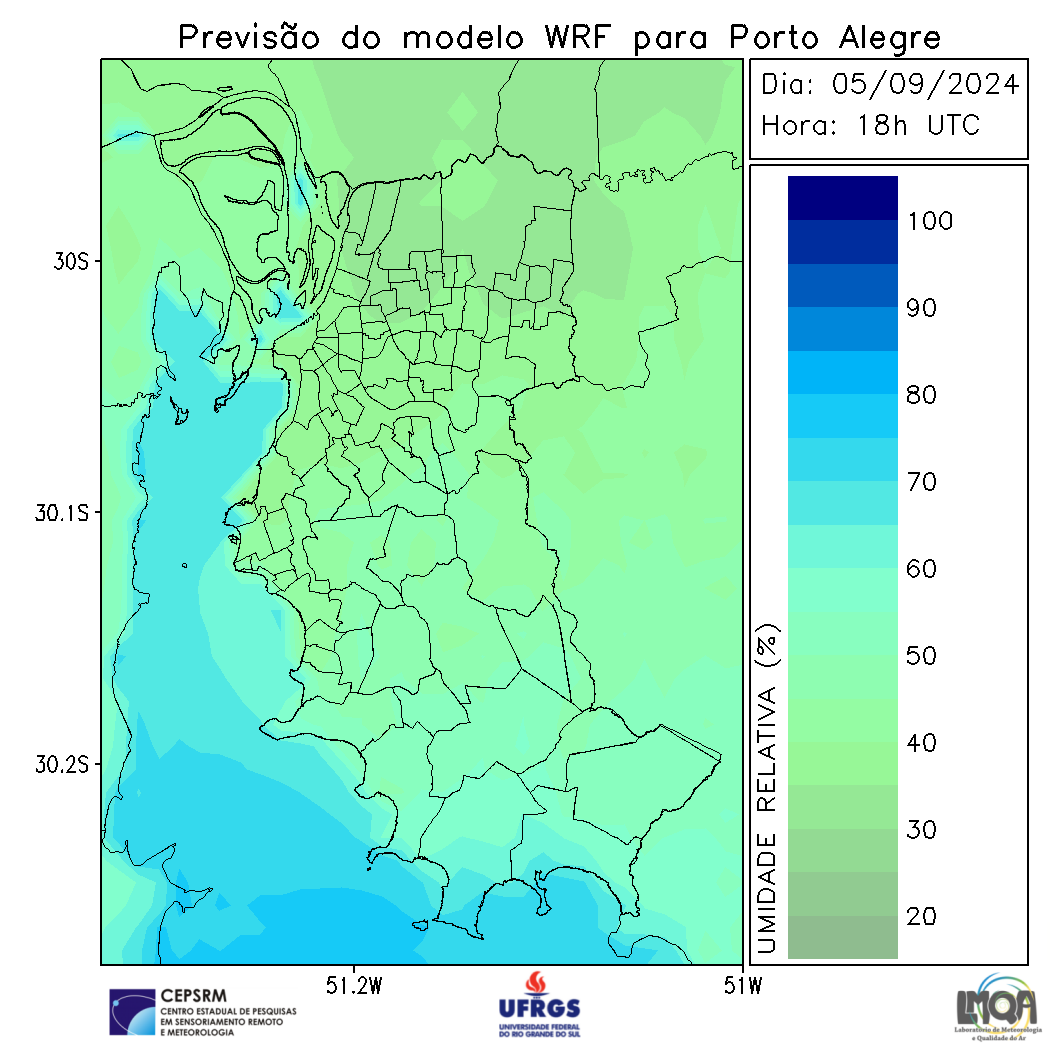 Previsão do modelo WRF para Porto Alegre
Dia: 05/09/2024
Hora: 18h UTC
100
90
80
70
60
50
40
30
20
UMIDADE RELATIVA (%)
30S
30.1S
30.2S
51.2W
51W
CEPSRM
CENTRO ESTADUAL DE PESQUISAS
EM SENSORIAMENTO REMOTO
E METEOROLOGIA
UFRGS
UNIVERSIDADE FEDERAL
DO RIO GRANDE DO SUL
LMQA
Laboratório de Meteorologia
e Qualidade do Ar